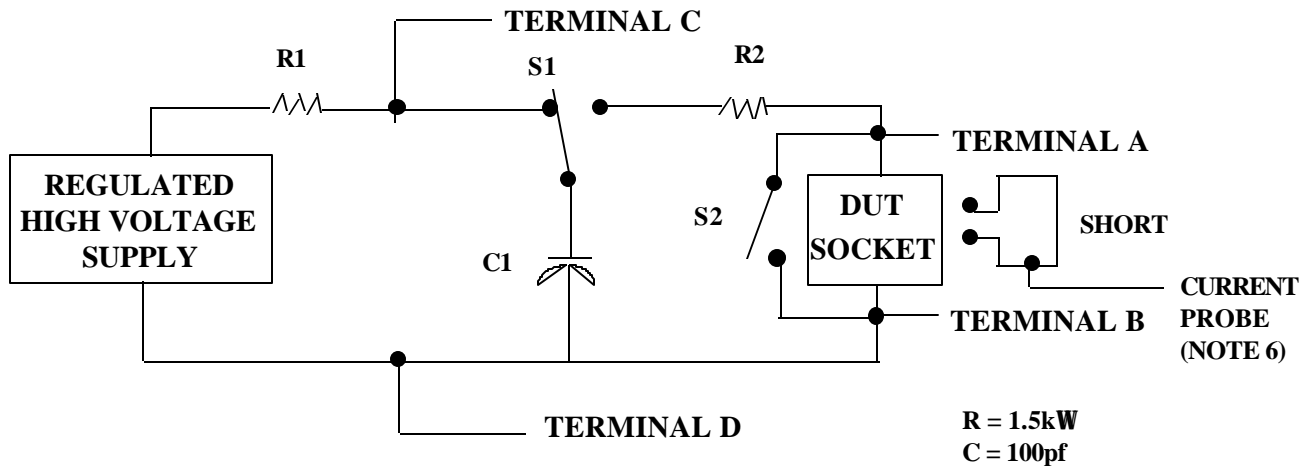 TERMINAL C
R1
S1
R2
TERMINAL A
REGULATED
HIGH VOLTAGE
SUPPLY
S2
DUT
SOCKET
SHORT
C1
CURRENT
PROBE
(NOTE 6)
TERMINAL B
TERMINAL D
R = 1.5kW
C = 100pf